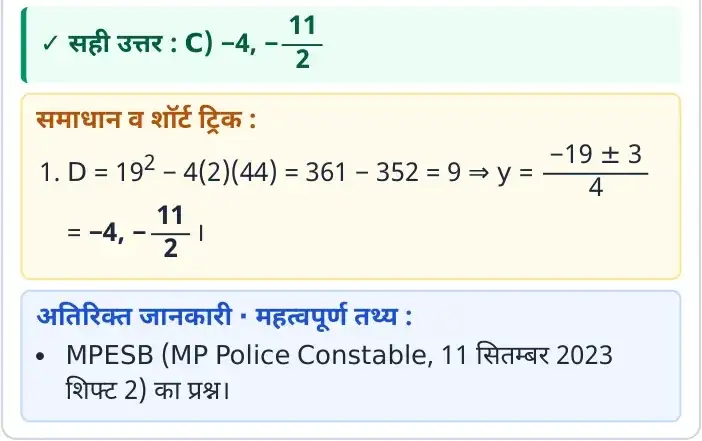 ✓ सही उत्तर : C) −4, −11/2
समाधान व शॉर्ट ट्रिक :
1. D = 19² − 4(2)(44) = 361 − 352 = 9 ⇒ y = (−19 ± 3)/4
= −4, −11/2 ।
अतिरिक्त जानकारी · महत्वपूर्ण तथ्य :
• MPESB (MP Police Constable, 11 सितम्बर 2023
शिफ्ट 2) का प्रश्न।